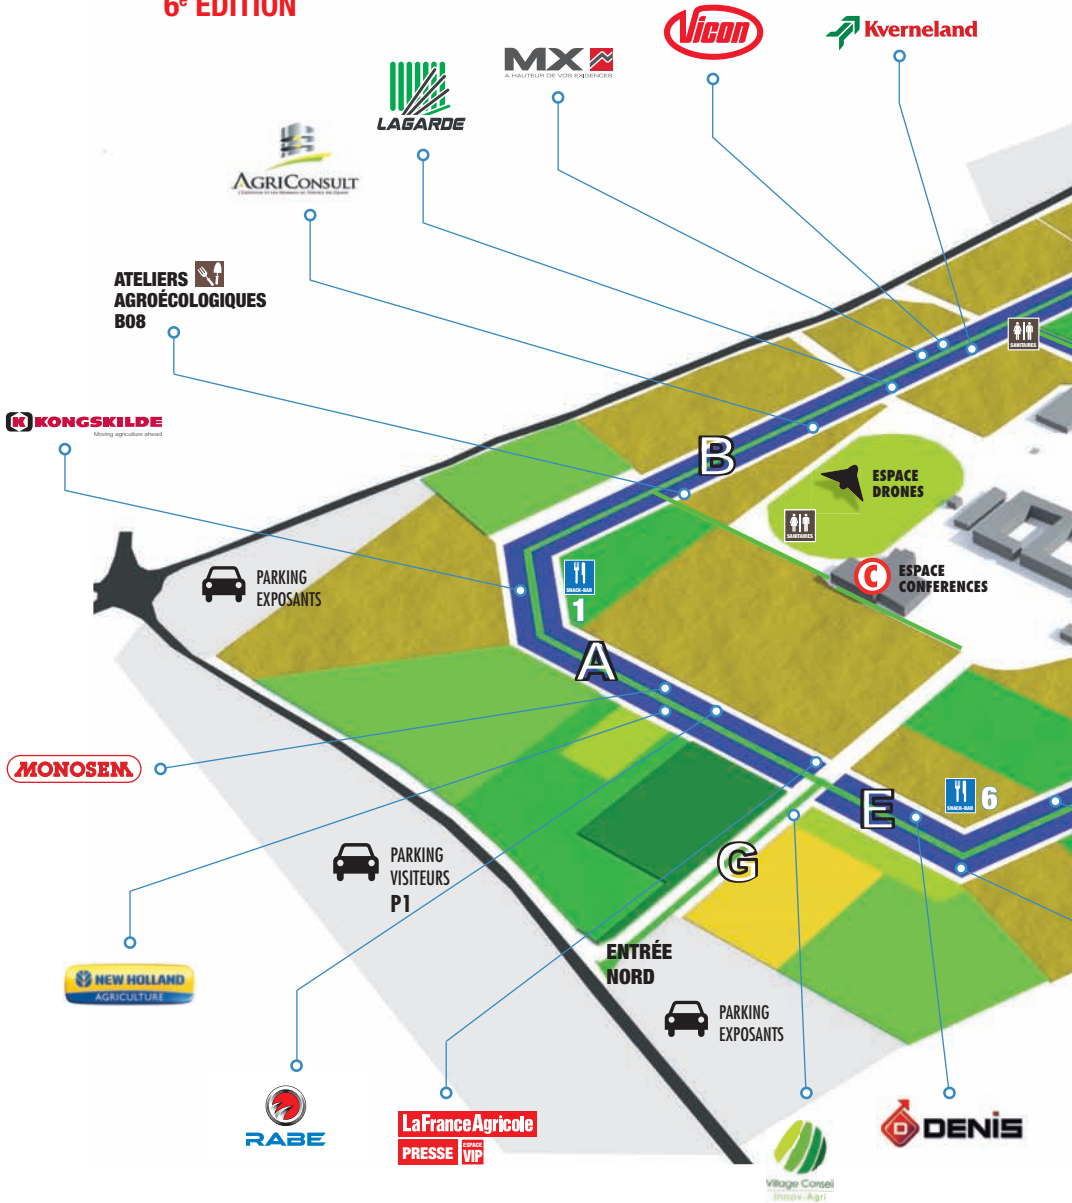 6e EDITION
Vicon
Kverneland
MX
A HAUTEUR DE VOS EXIGENCES
LAGARDE
AGRICONSULT
ATELIERS
AGROÉCOLOGIQUES
B08
SANITAIRES
K KONGSKILDE
Moving agriculture ahead
B
ESPACE
DRONES
SANITAIRES
C
ESPACE
CONFERENCES
PARKING
EXPOSANTS
SNACK-BAR
1
A
MONOSEM
SNACK-BAR
6
E
G
PARKING
VISITEURS
P1
ENTRÉE
NORD
NEW HOLLAND
AGRICULTURE
PARKING
EXPOSANTS
RABE
LaFranceAgricole
PRESSE
ESPACE
VIP
DENIS
Village Conseil
Innov-Agri